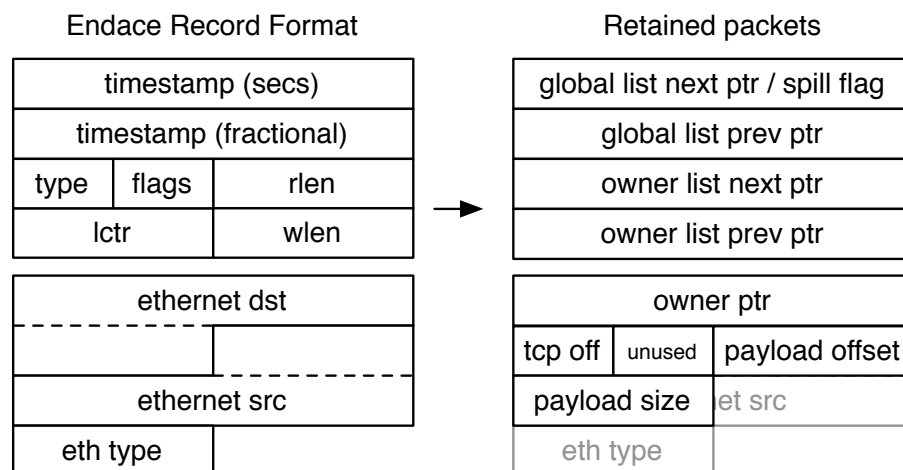 Endace Record Format
timestamp (secs)
timestamp (fractional)
type flags rlen
lctr wlen
ethernet dst
ethernet src
eth type
Retained packets
global list next ptr / spill flag
global list prev ptr
owner list next ptr
owner list prev ptr
owner ptr
tcp off unused payload offset
payload size et src
eth type